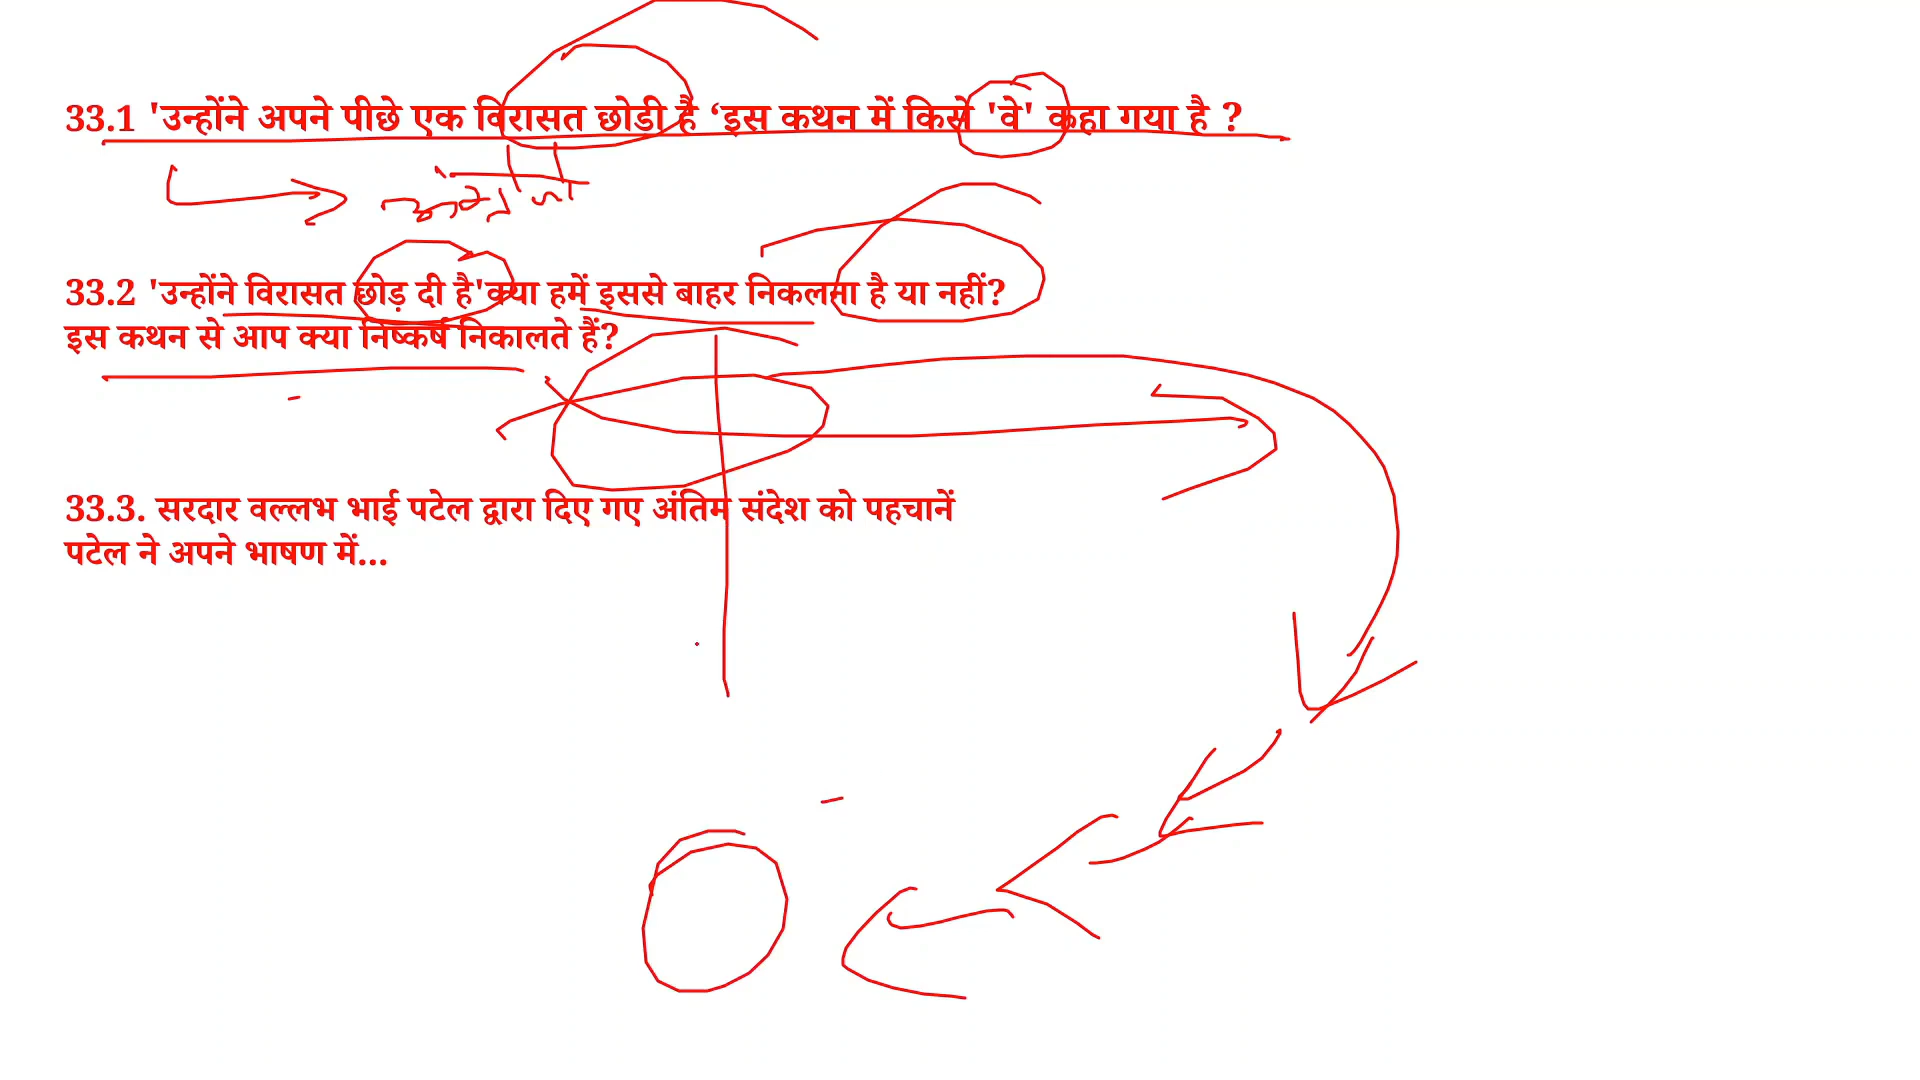 33.1 'उन्होंने अपने पीछे एक विरासत छोडी है ‘इस कथन में किसे 'वे' कहा गया है ?
33.2 'उन्होंने विरासत छोड़ दी है'क्या हमें इससे बाहर निकलना है या नहीं?
इस कथन से आप क्या निष्कर्ष निकालते हैं?
33.3. सरदार वल्लभ भाई पटेल द्वारा दिए गए अंतिम संदेश को पहचानें
पटेल ने अपने भाषण में...